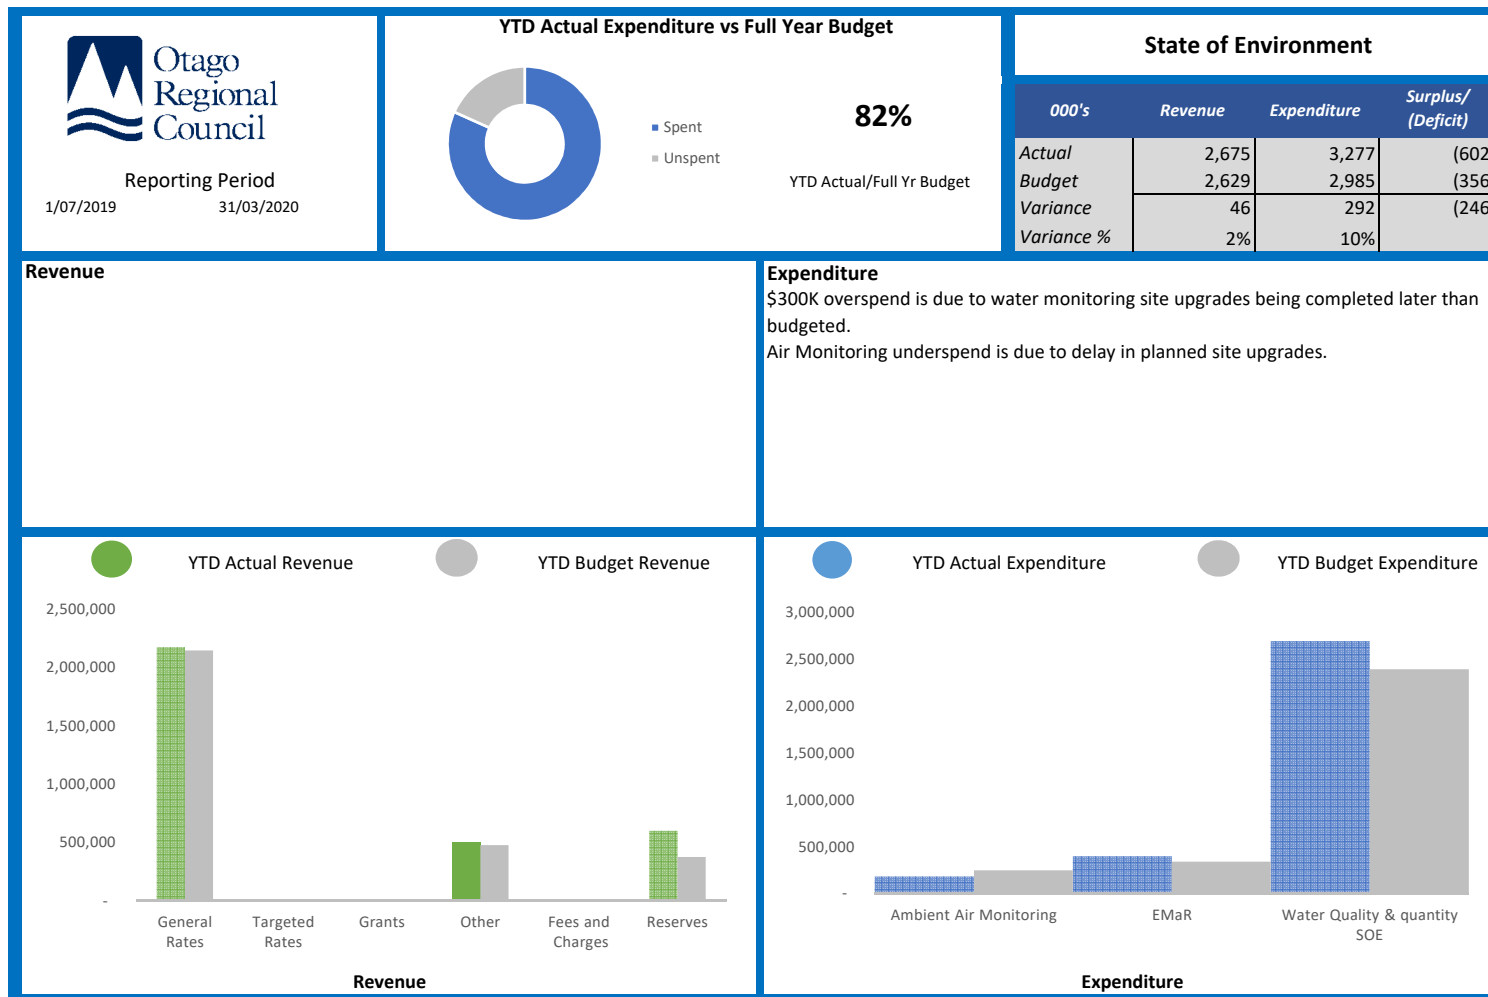 Otago
Regional
Council
Reporting Period
1/07/2019 31/03/2020
YTD Actual Expenditure vs Full Year Budget
Spent
Unspent
82%
YTD Actual/Full Yr Budget
State of Environment
000's Revenue Expenditure Surplus/
(Deficit)
Actual 2,675 3,277 (602
Budget 2,629 2,985 (356
Variance 46 292 (246
Variance % 2% 10%
Revenue
Expenditure
$300K overspend is due to water monitoring site upgrades being completed later than
budgeted.
Air Monitoring underspend is due to delay in planned site upgrades.
YTD Actual Revenue YTD Budget Revenue
2,500,000
2,000,000
1,500,000
1,000,000
500,000
-
General
Rates
Targeted
Rates
Grants
Other
Fees and
Charges
Reserves
Revenue
YTD Actual Expenditure YTD Budget Expenditure
3,000,000
2,500,000
2,000,000
1,500,000
1,000,000
500,000
-
Ambient Air Monitoring
EMaR
Water Quality & quantity
SOE
Expenditure